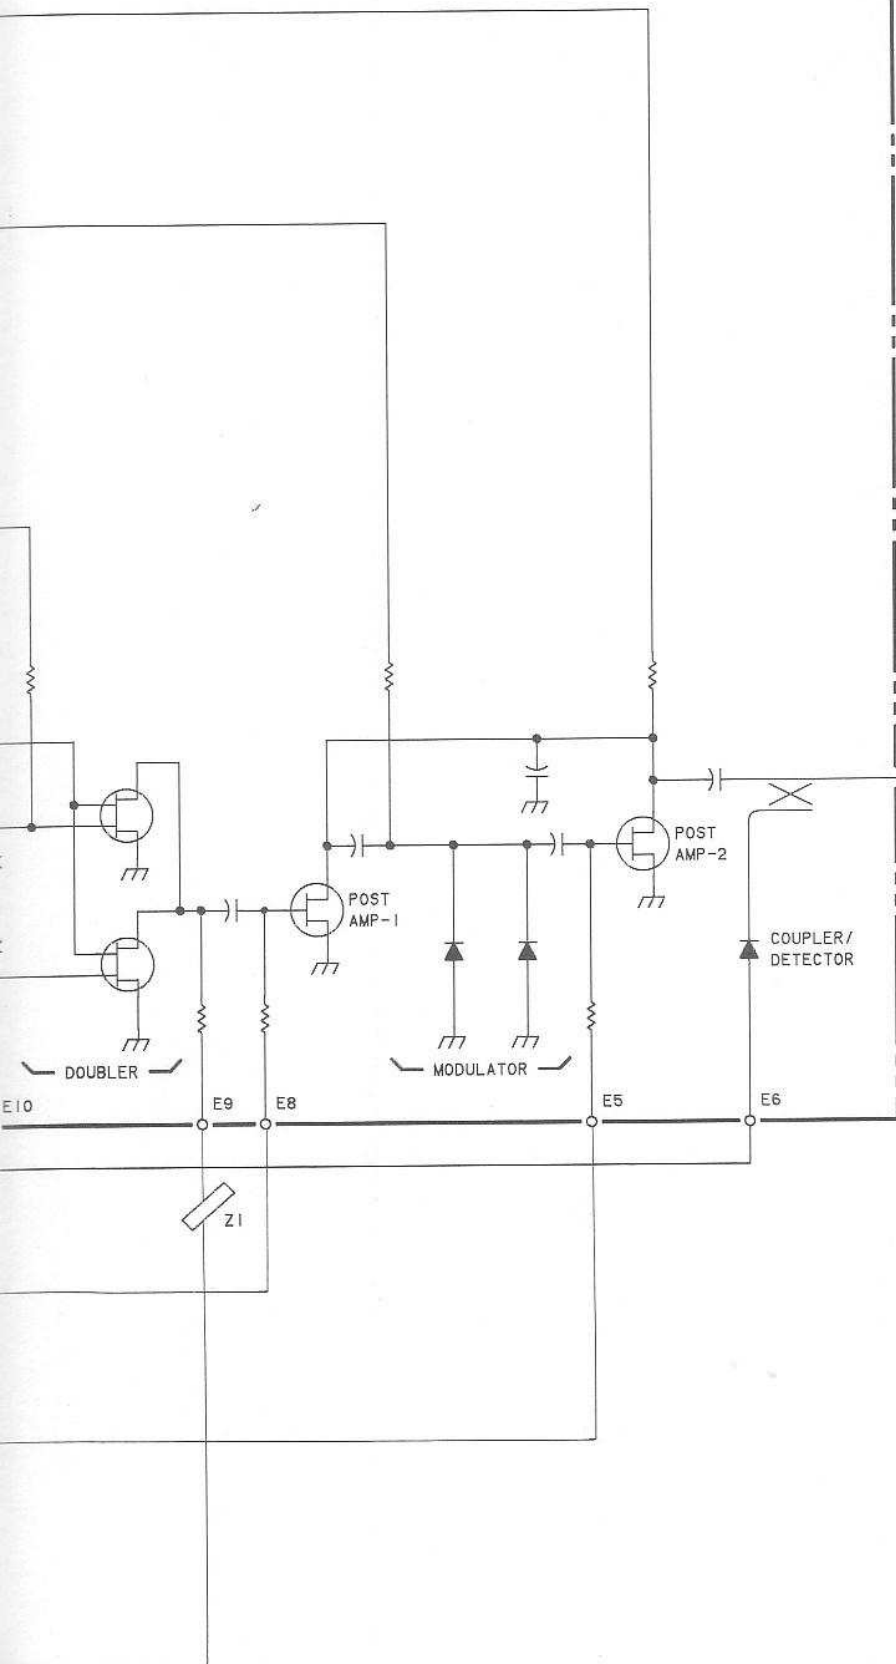 POST
AMP-2
POST
AMP-1
COUPLER/
DETECTOR
DOUBLER
MODULATOR
E10
E9
E8
E5
E6
Z1